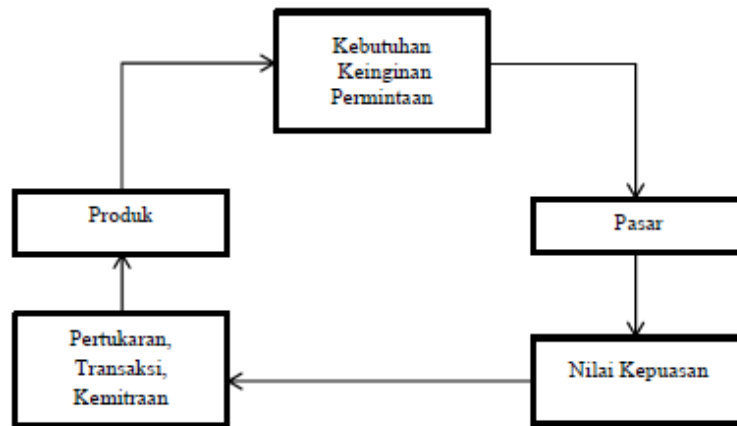 Kebutuhan
Keinginan
Permintaan
Produk
Pasar
Pertukaran,
Transaksi,
Kemitraan
Nilai Kepuasan